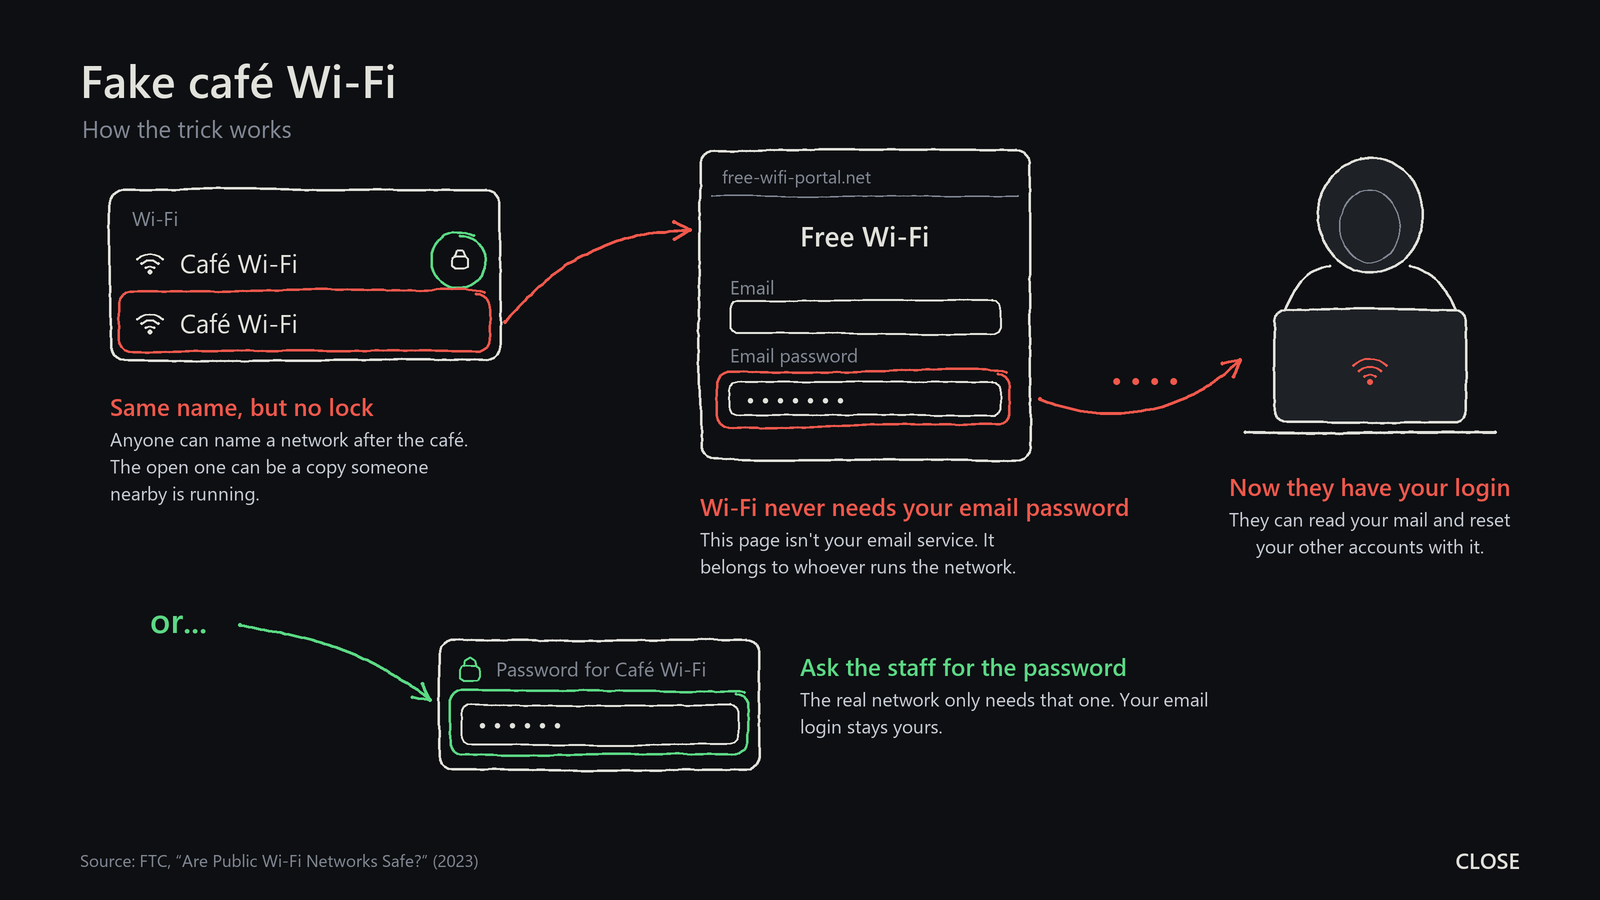 Fake café Wi-Fi
How the trick works
Wi-Fi
Café Wi-Fi
Café Wi-Fi
Same name, but no lock
Anyone can name a network after the café.
The open one can be a copy someone
nearby is running.
free-wifi-portal.net
Free Wi-Fi
Email
Email password
Wi-Fi never needs your email password
This page isn't your email service. It
belongs to whoever runs the network.
Now they have your login
They can read your mail and reset
your other accounts with it.
or...
Password for Café Wi-Fi
Ask the staff for the password
The real network only needs that one. Your email
login stays yours.
Source: FTC, “Are Public Wi-Fi Networks Safe?” (2023)
CLOSE